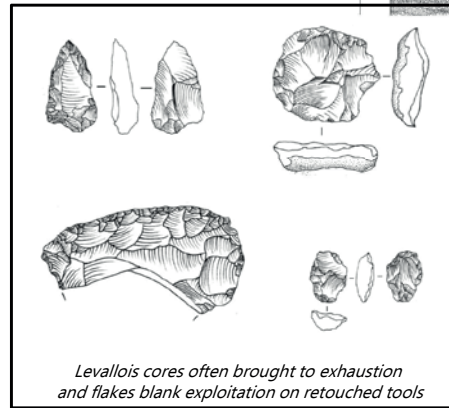 Levallois cores often brought to exhaustion
and flakes blank exploitation on retouched tools